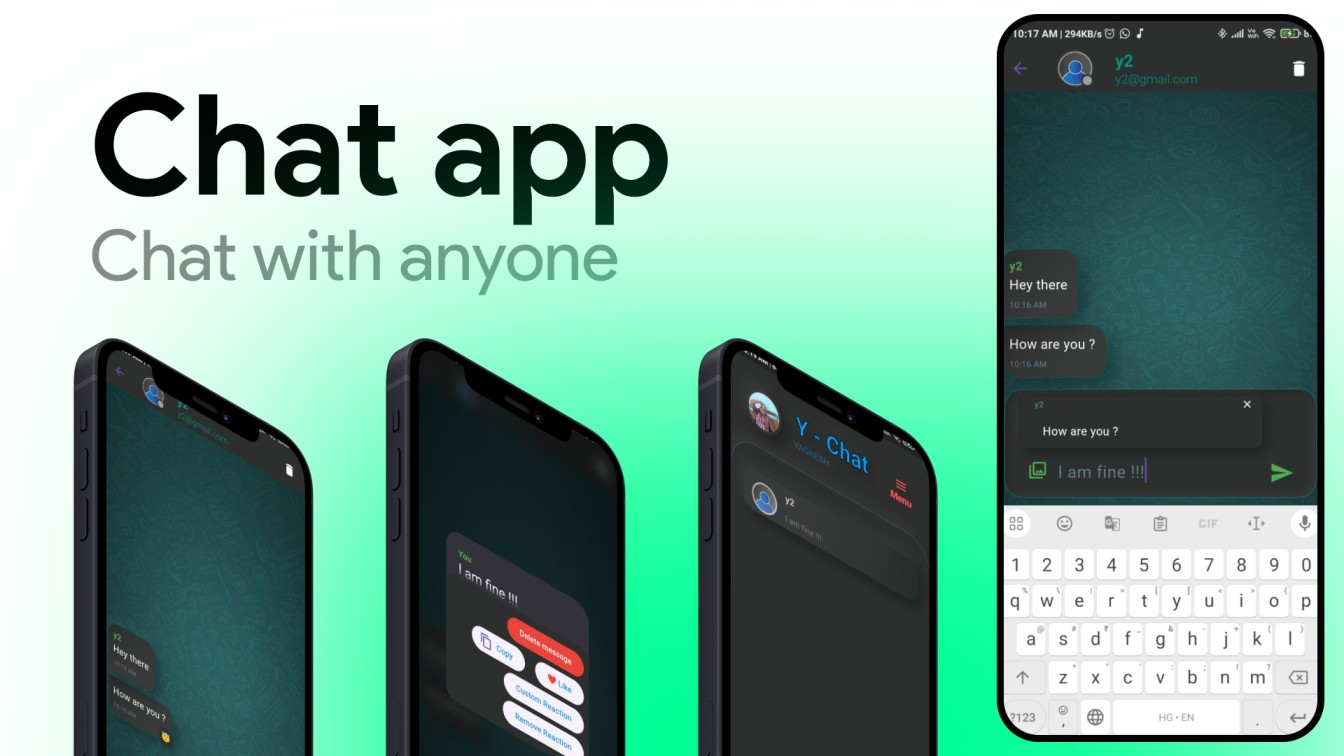 Chat app
Chat with anyone
y2
y2@gmail.com
y2
Hey there
10:16 AM
How are you ?
10:16 AM
You
I am fine !!!
Delete message
Copy
Like
Custom Reaction
Remove Reaction
Y - Chat
YAGNESH
Menu
y2
I am fine !!!
10:17 AM | 294KB/s
Vo WiFi
y2
y2@gmail.com
y2
Hey there
10:16 AM
How are you ?
10:16 AM
y2
How are you ?
I am fine !!!
GIF
1 2 3 4 5 6 7 8 9 0
q w e r t y u i o p
a s d f g h j k l
z x c v b n m
?123 , HG • EN .